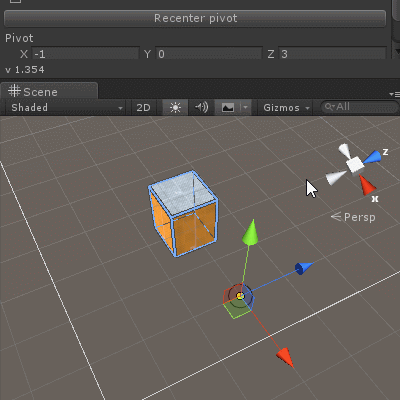 Recenter pivot
Pivot
X -1 Y 0 Z 3
v 1.354
Scene
Shaded 2D Gizmos All
z
x
Persp